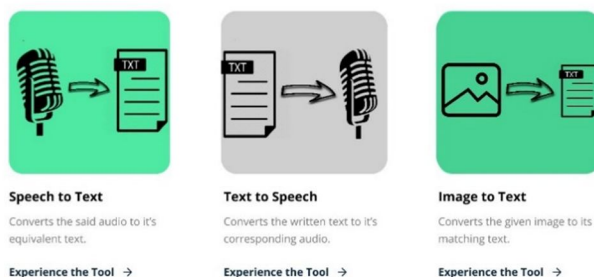 TXT
Speech to Text
Converts the said audio to it's
equivalent text.
Experience the Tool →
TXT
Text to Speech
Converts the written text to it's
corresponding audio.
Experience the Tool →
TXT
Image to Text
Converts the given image to its
matching text.
Experience the Tool →